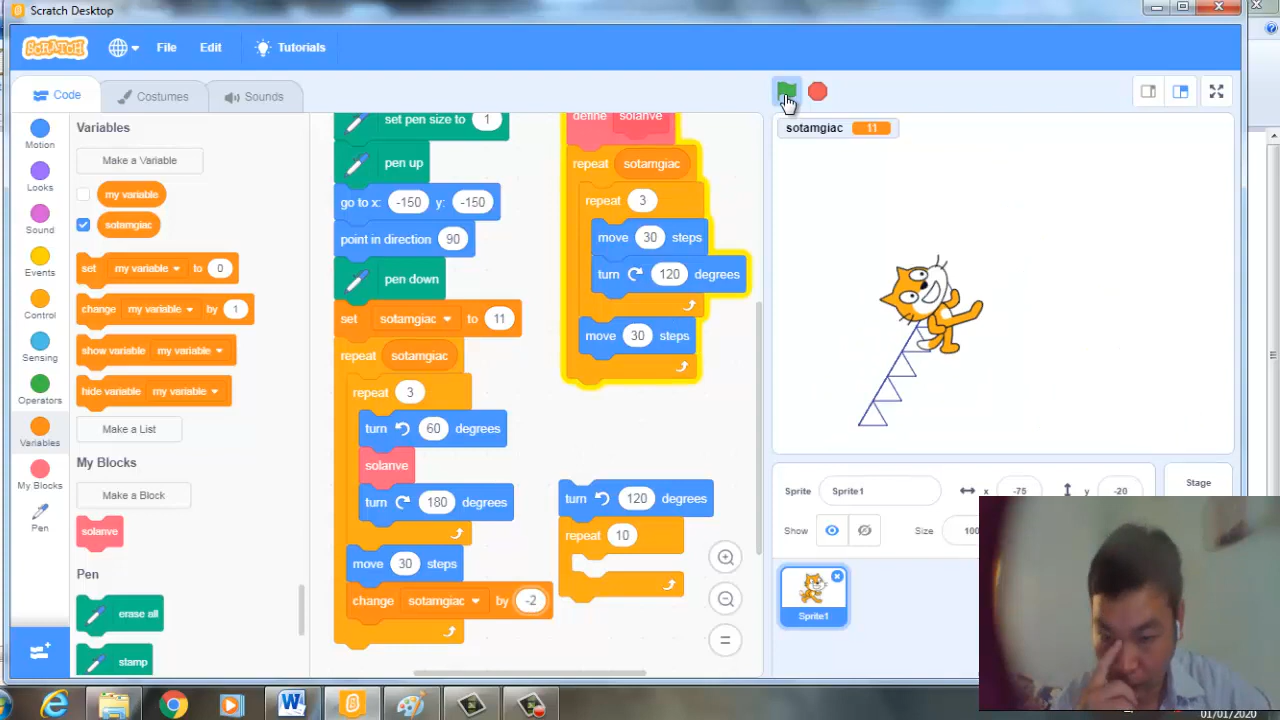 Scratch Desktop
SCRATCH File Edit Tutorials
Code Costumes Sounds
Motion
Looks
Sound
Events
Control
Sensing
Operators
Variables
My Blocks
Pen
Variables
Make a Variable
my variable
sotamgiac
set my variable to 0
change my variable by 1
show variable my variable
hide variable my variable
Make a List
My Blocks
Make a Block
solanve
Pen
erase all
stamp
set pen size to 1
pen up
go to x: -150 y: -150
point in direction 90
pen down
set sotamgiac to 11
repeat sotamgiac
repeat 3
turn 60 degrees
solanve
turn 180 degrees
move 30 steps
change sotamgiac by -2
define solanve
repeat sotamgiac
repeat 3
move 30 steps
turn 120 degrees
move 30 steps
turn 120 degrees
repeat 10
sotamgiac 11
Sprite Sprite1 x -75 y -20
Show Size 100
Sprite1
Stage
01/01/2020